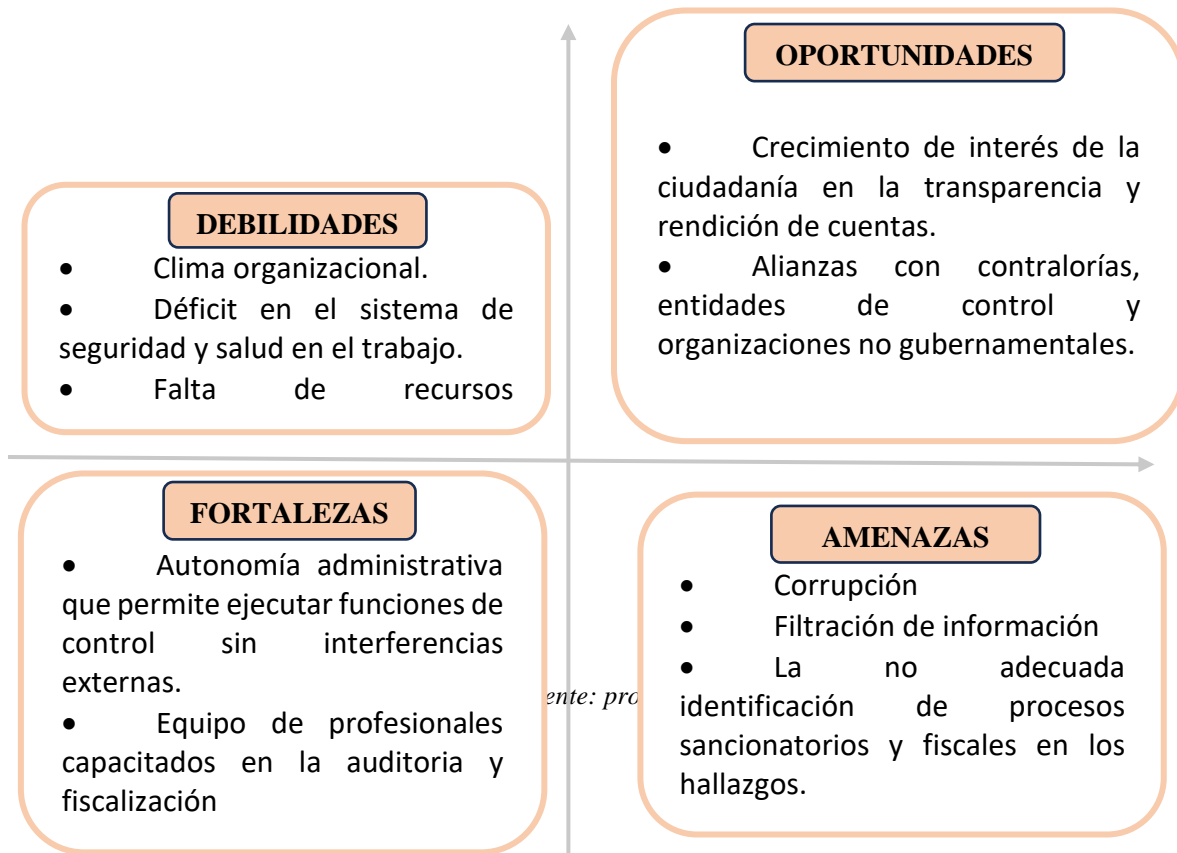 DEBILIDADES
• Clima organizacional.
• Déficit en el sistema de
seguridad y salud en el trabajo.
• Falta de recursos
OPORTUNIDADES
• Crecimiento de interés de la
ciudadanía en la transparencia y
rendición de cuentas.
• Alianzas con contralorías,
entidades de control y
organizaciones no gubernamentales.
FORTALEZAS
• Autonomía administrativa
que permite ejecutar funciones de
control sin interferencias
externas.
• Equipo de profesionales
capacitados en la auditoria y
fiscalización
ente: pro
AMENAZAS
• Corrupción
• Filtración de información
• La no adecuada
identificación de procesos
sancionatorios y fiscales en los
hallazgos.